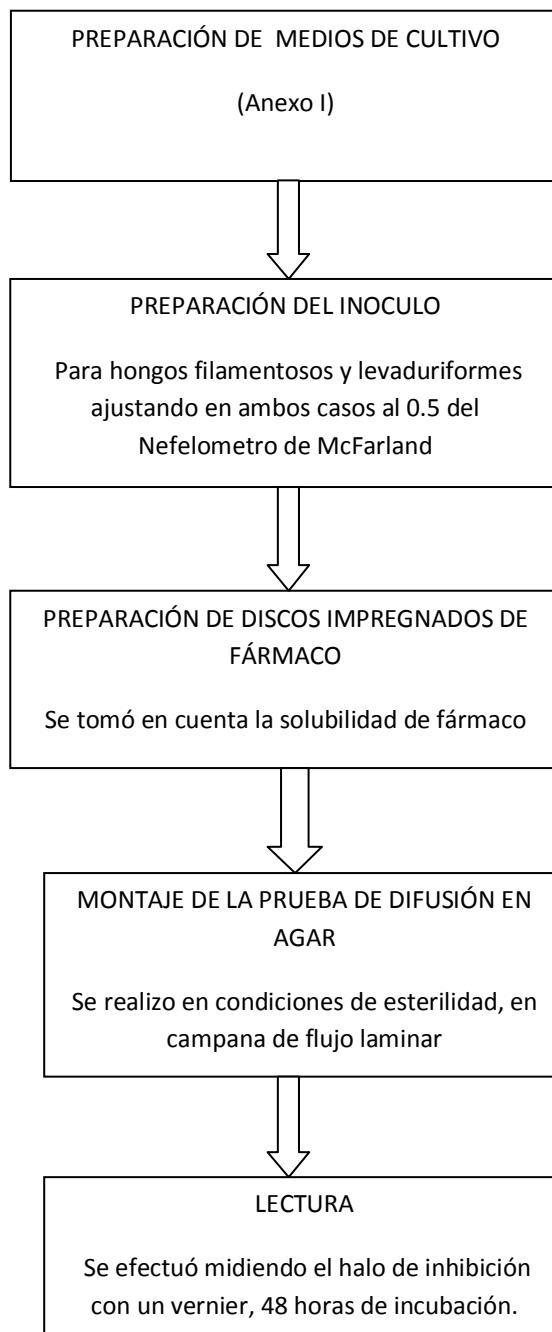 PREPARACIÓN DE MEDIOS DE CULTIVO
(Anexo I)
PREPARACIÓN DEL INOCULO
Para hongos filamentosos y levaduriformes
ajustando en ambos casos al 0.5 del
Nefelometro de McFarland
PREPARACIÓN DE DISCOS IMPREGNADOS DE
FÁRMACO
Se tomó en cuenta la solubilidad de fármaco
MONTAJE DE LA PRUEBA DE DIFUSIÓN EN
AGAR
Se realizo en condiciones de esterilidad, en
campana de flujo laminar
LECTURA
Se efectuó midiendo el halo de inhibición
con un vernier, 48 horas de incubación.